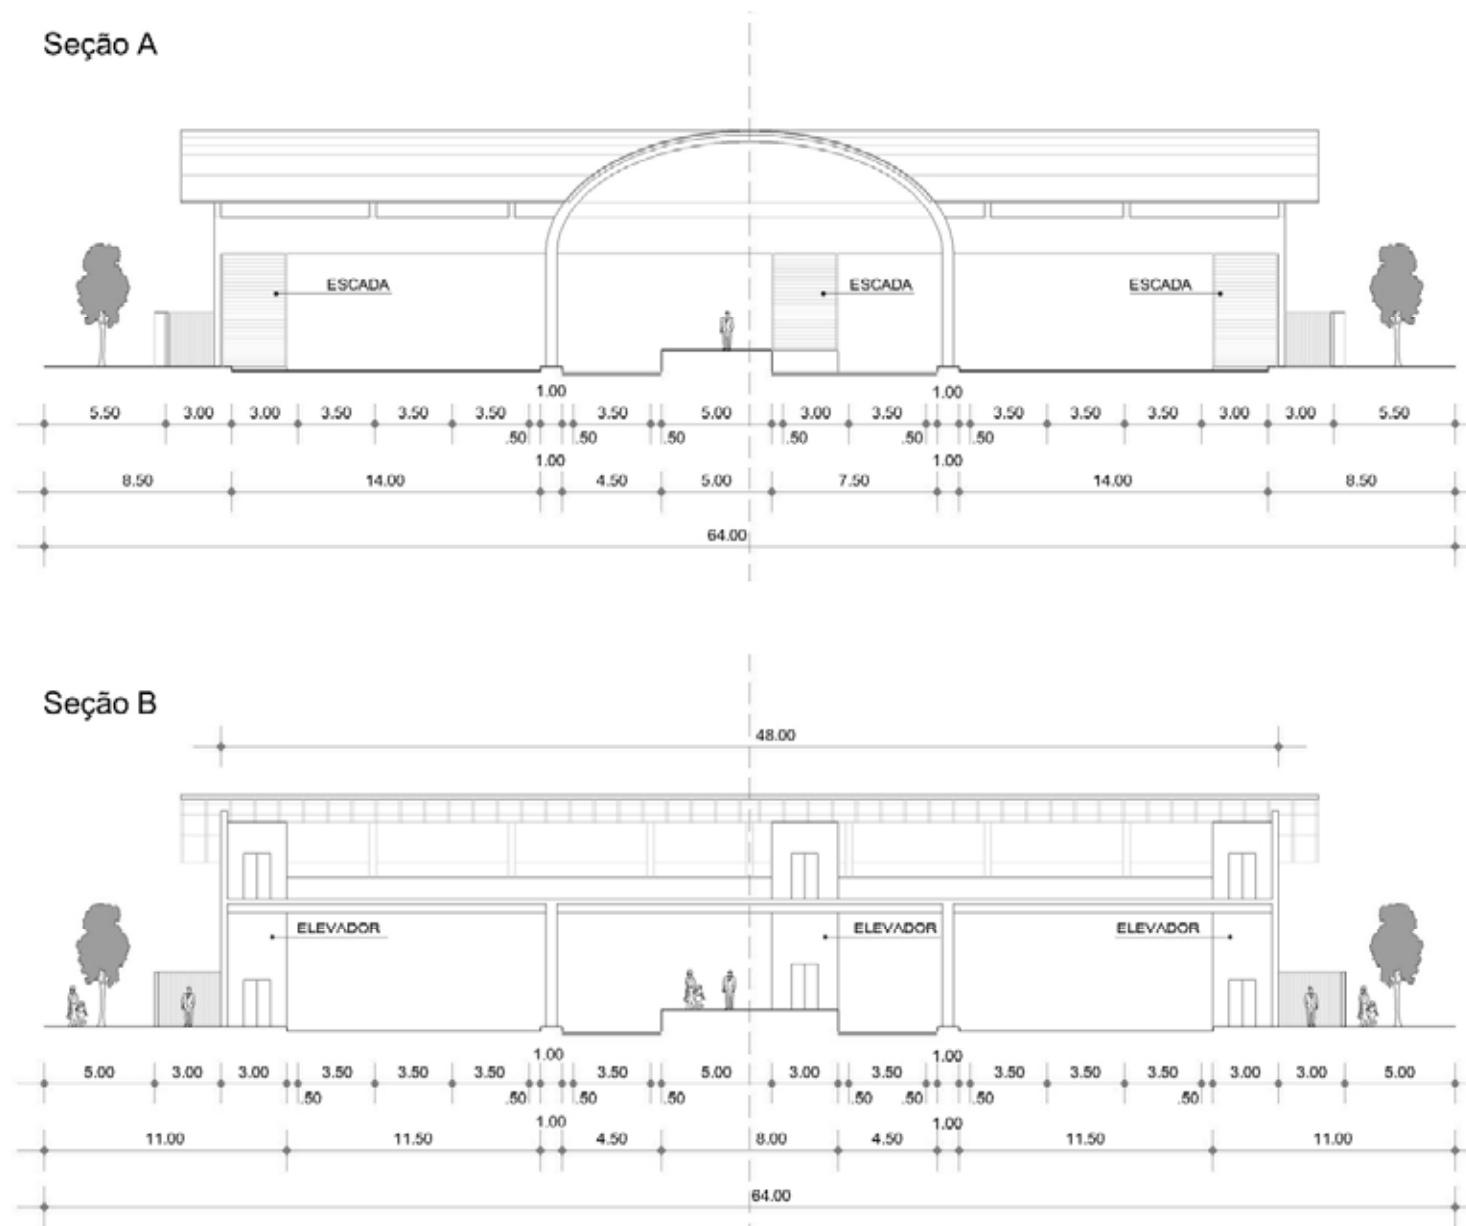 Seção A
ESCADA ESCADA ESCADA
1.00 1.00
5.50 3.00 3.00 3.50 3.50 3.50 3.50 5.00 3.00 3.50 3.50 3.50 3.50 3.00 3.00 5.50
.50 .50 .50 .50 .50 .50
1.00 1.00
8.50 14.00 4.50 5.00 7.50 14.00 8.50
64.00
Seção B
48.00
ELEVADOR ELEVADOR ELEVADOR
1.00 1.00
5.00 3.00 3.00 3.50 3.50 3.50 3.50 5.00 3.00 3.50 3.50 3.50 3.50 3.00 3.00 5.00
.50 .50 .50 .50 .50 .50 .50 .50
1.00 1.00
11.00 11.50 4.50 8.00 4.50 11.50 11.00
64.00